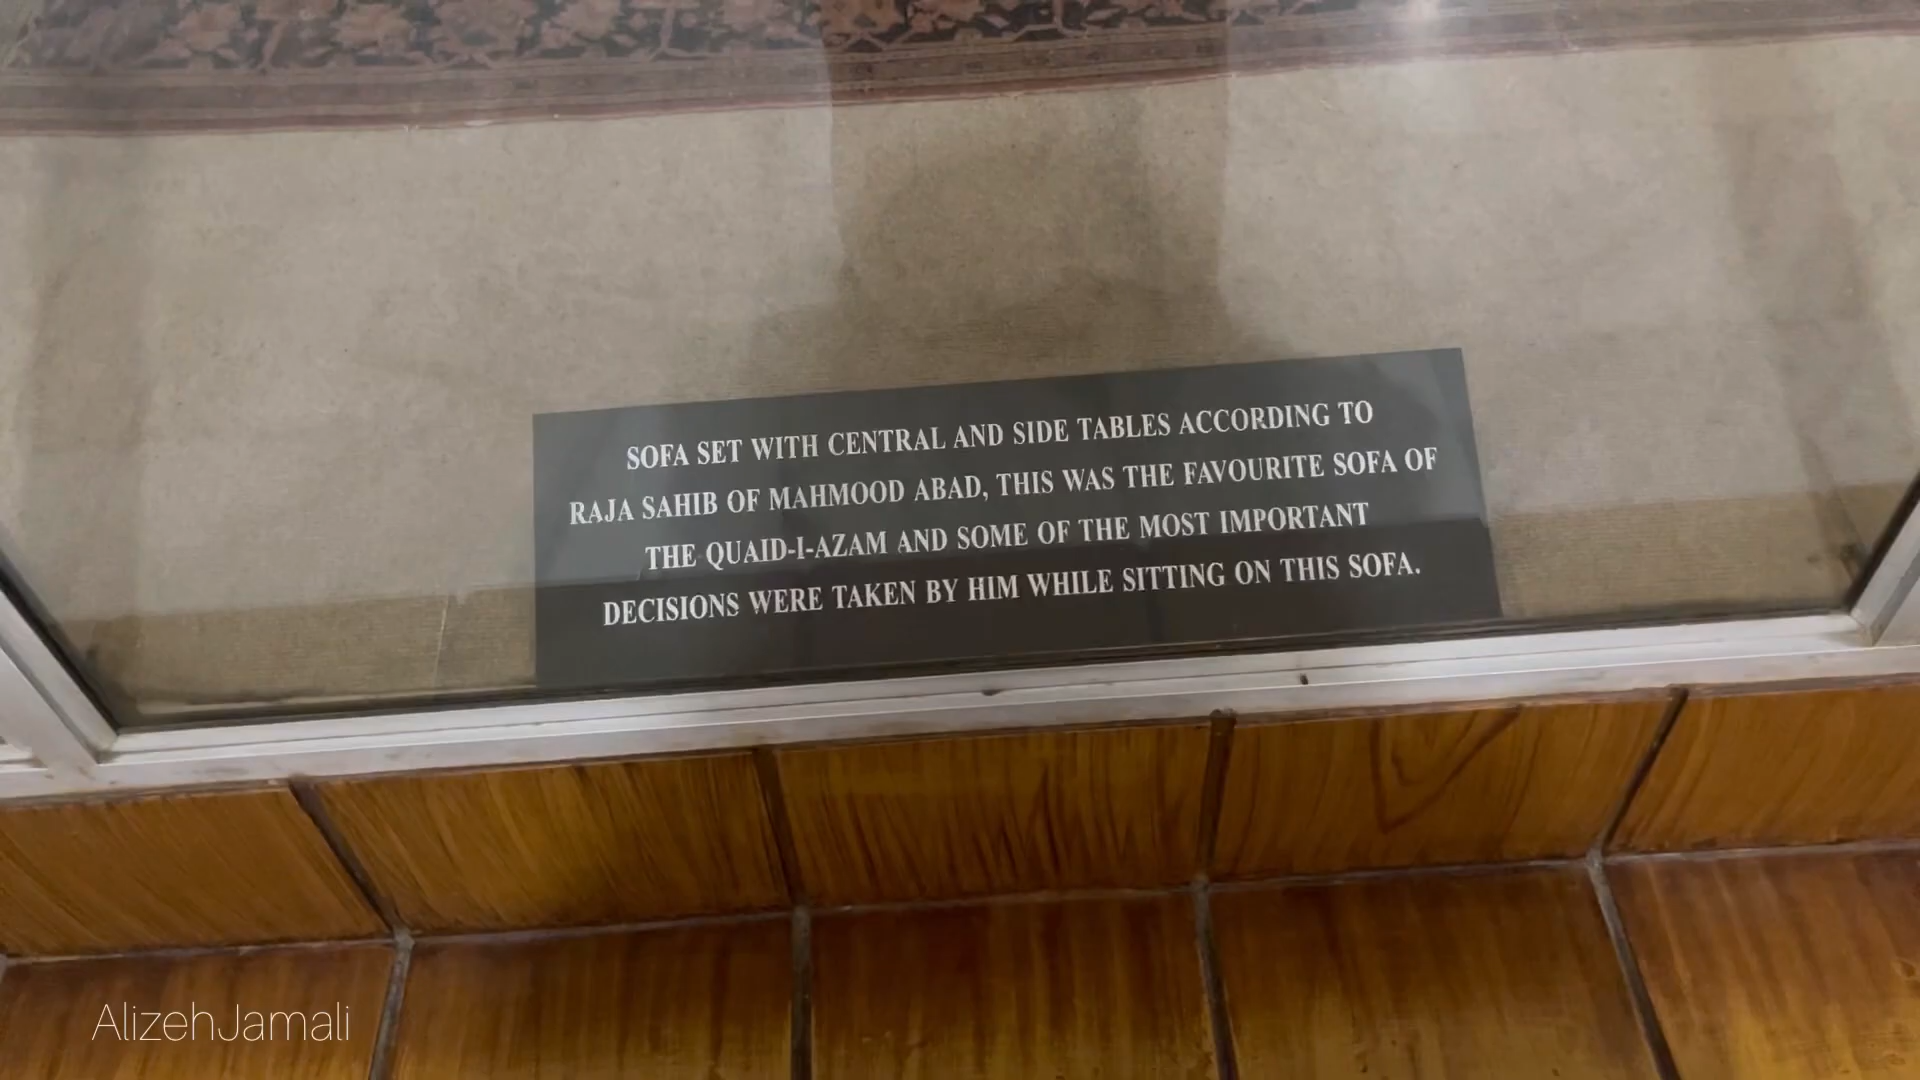 SOFA SET WITH CENTRAL AND SIDE TABLES ACCORDING TO
RAJA SAHIB OF MAHMOOD ABAD, THIS WAS THE FAVOURITE SOFA OF
THE QUAID-I-AZAM AND SOME OF THE MOST IMPORTANT
DECISIONS WERE TAKEN BY HIM WHILE SITTING ON THIS SOFA.
AlizehJamali